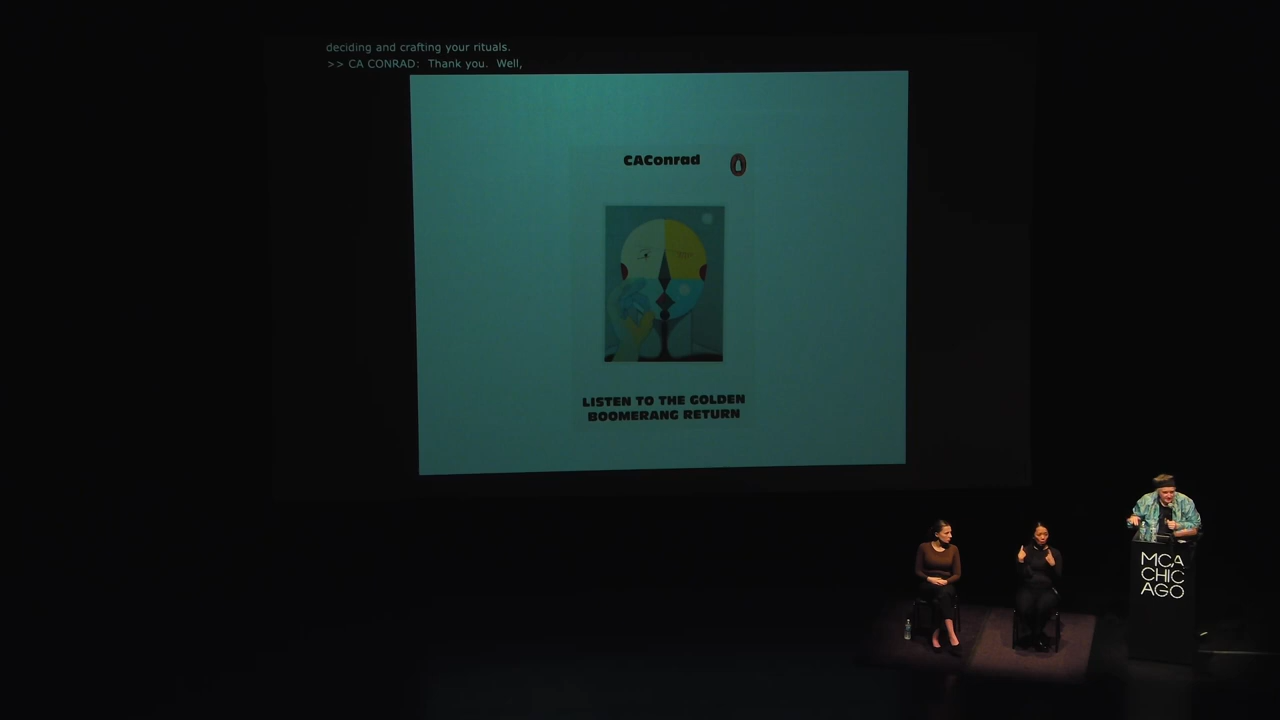 deciding and crafting your rituals.
>> CA CONRAD:  Thank you.  Well,
CAConrad
LISTEN TO THE GOLDEN
BOOMERANG RETURN
MCA
CHIC
AGO